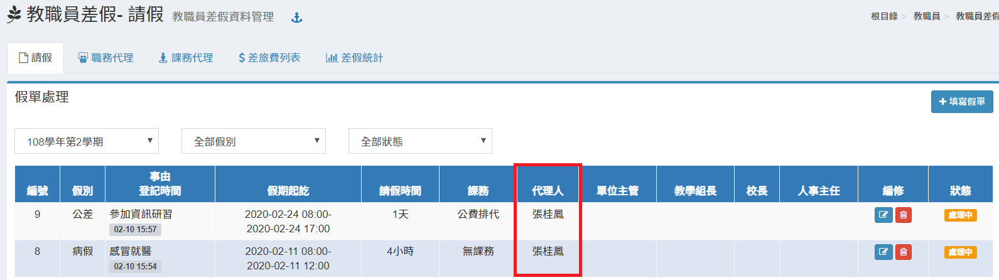 教職員差假- 請假 教職員差假資料管理
根目錄 > 教職員 > 教職員差假
請假 職務代理 課務代理 $ 差旅費列表 差假統計
假單處理
+ 填寫假單
108學年第2學期 ▼ 全部假別 ▼ 全部狀態 ▼
事由
編號 假別 登記時間 假期起訖 請假時間 課務 代理人 單位主管 教學組長 校長 人事主任 編修 狀態
9 公差 參加資訊研習 2020-02-24 08:00- 1天 公費排代 張桂鳳 處理中
02-10 15:57 2020-02-24 17:00
8 病假 感冒就醫 2020-02-11 08:00- 4小時 無課務 張桂鳳 處理中
02-10 15:54 2020-02-11 12:00